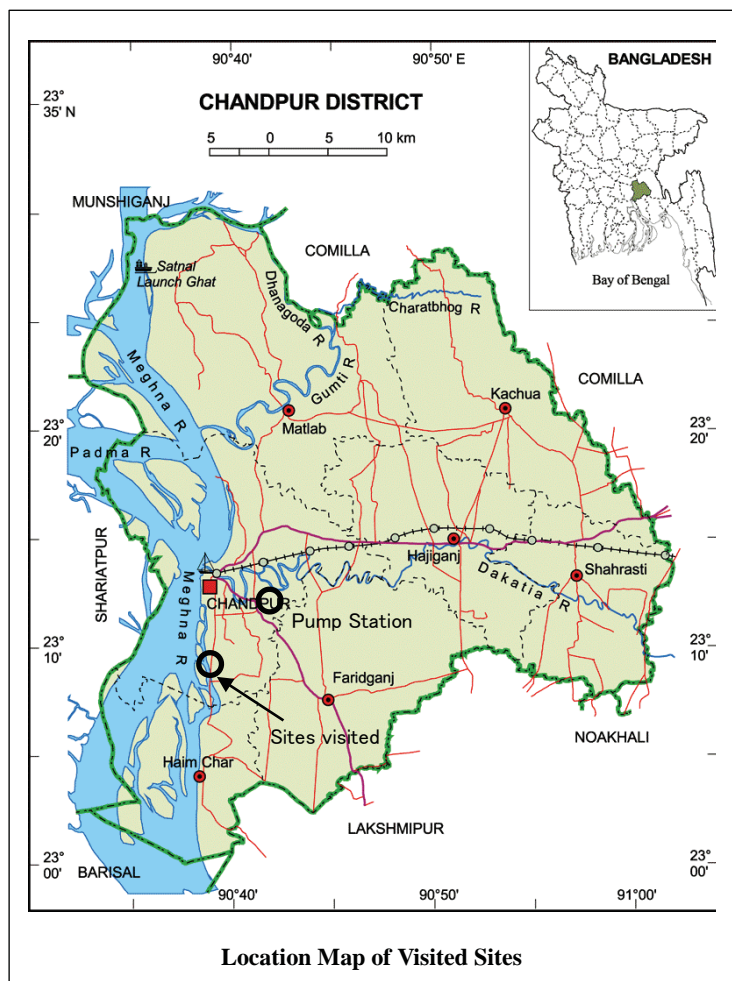 90°40'
90°50' E
BANGLADESH
23°
35' N
CHANDPUR DISTRICT
5 0 5 10 km
MUNSHIGANJ
COMILLA
Satnal
Launch Ghat
Dhanagoda R
Charatbhog R
Bay of Bengal
Gumti R
Meghna R
Kachua
COMILLA
23°
20'
Matlab
23°
20'
Padma R
SHARIATPUR
Hajiganj
Shahrasti
Dakatia R
CHANDPUR
Meghna R
Pump Station
23°
10'
23°
10'
Faridganj
Sites visited
NOAKHALI
Haim Char
LAKSHMIPUR
23°
00'
BARISAL
23°
00'
90°40'
90°50'
91°00'
Location Map of Visited Sites